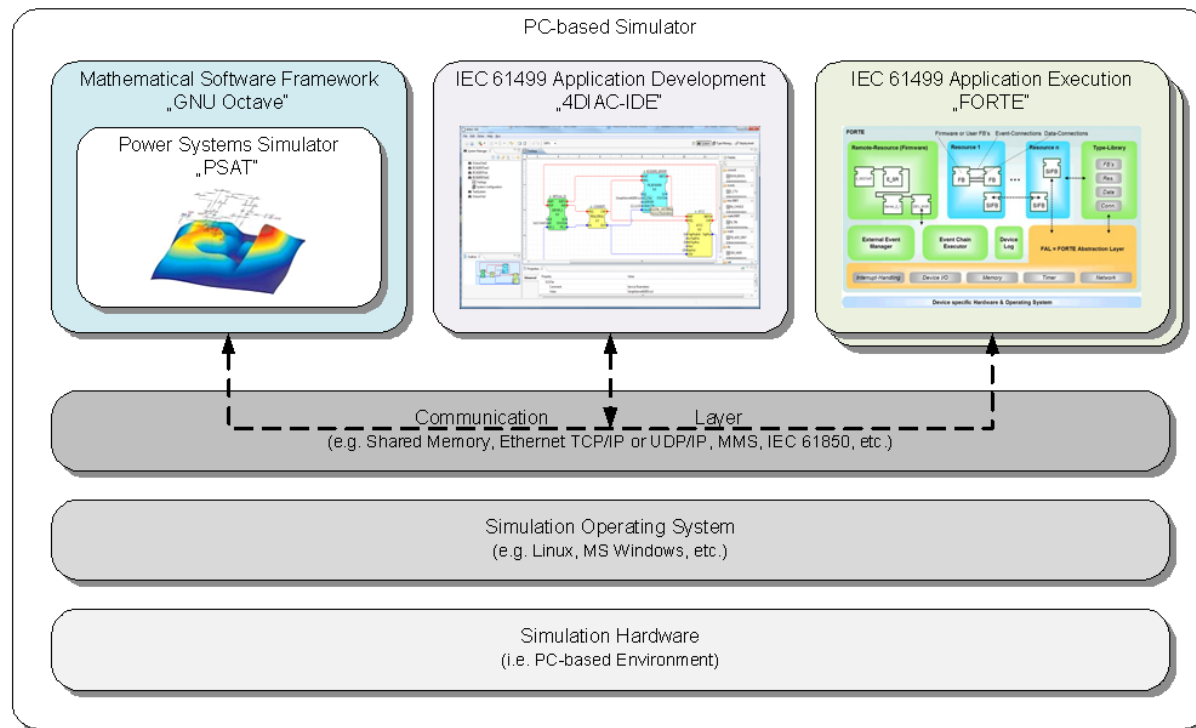 PC-based Simulator
Mathematical Software Framework
„GNU Octave"
Power Systems Simulator
„PSAT"
IEC 61499 Application Development
„4DIAC-IDE"
IEC 61499 Application Execution
„FORTE"
FORTE
Firmware or User FB's Event-Connections Data-Connections
Remote-Resource (Firmware)
Resource 1
Resource n
Type-Library
FB
FB
...
SIFB
SIFB
SIFB
FB's
Res.
Data
Conn.
External Event
Manager
Event Chain
Executor
Device
Log
FAL = FORTE Abstraction Layer
Interrupt Handling
Device I/O
Memory
Timer
Network
Device specific Hardware & Operating System
Communication Layer
(e.g. Shared Memory, Ethernet TCP/IP or UDP/IP, MMS, IEC 61850, etc.)
Simulation Operating System
(e.g. Linux, MS Windows, etc.)
Simulation Hardware
(i.e. PC-based Environment)